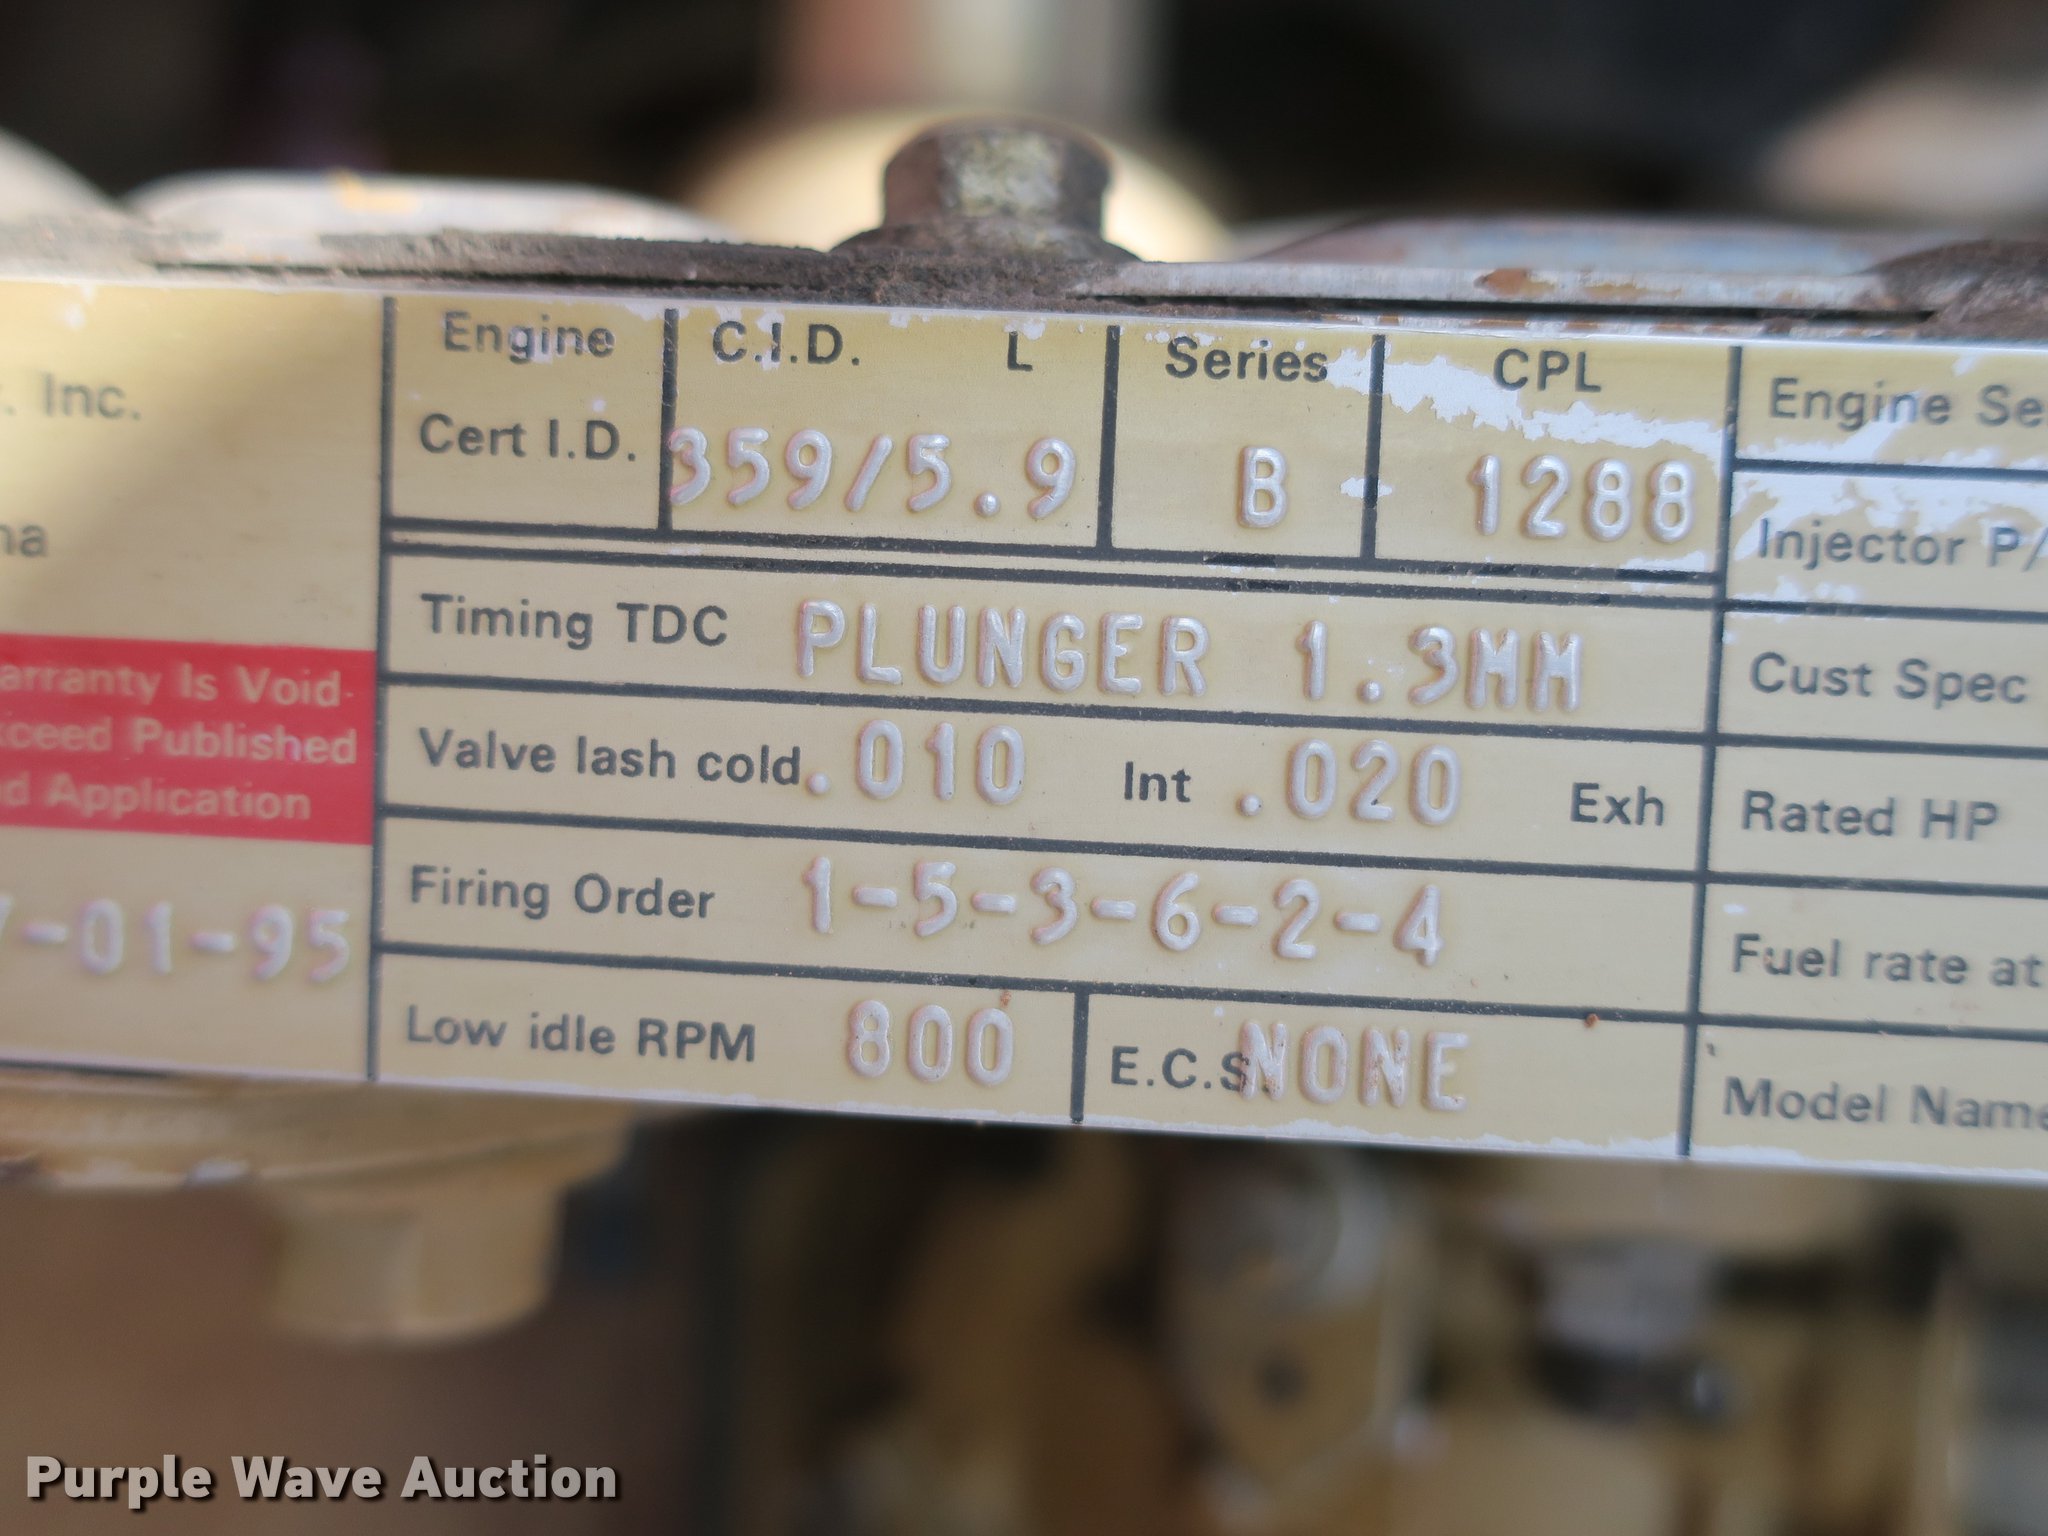 . Inc.
Engine
Cert I.D.
C.I.D. L
359/5.9
Series
B
CPL
1288
Engine Se
Injector P/
Timing TDC PLUNGER 1.3MM
Cust Spec
arranty Is Void
xceed Published
nd Application
Valve lash cold .010 Int .020 Exh
Rated HP
Firing Order 1-5-3-6-2-4
Fuel rate at
-01-95
Low idle RPM 800
E.C.S. NONE
Model Name
Purple Wave Auction